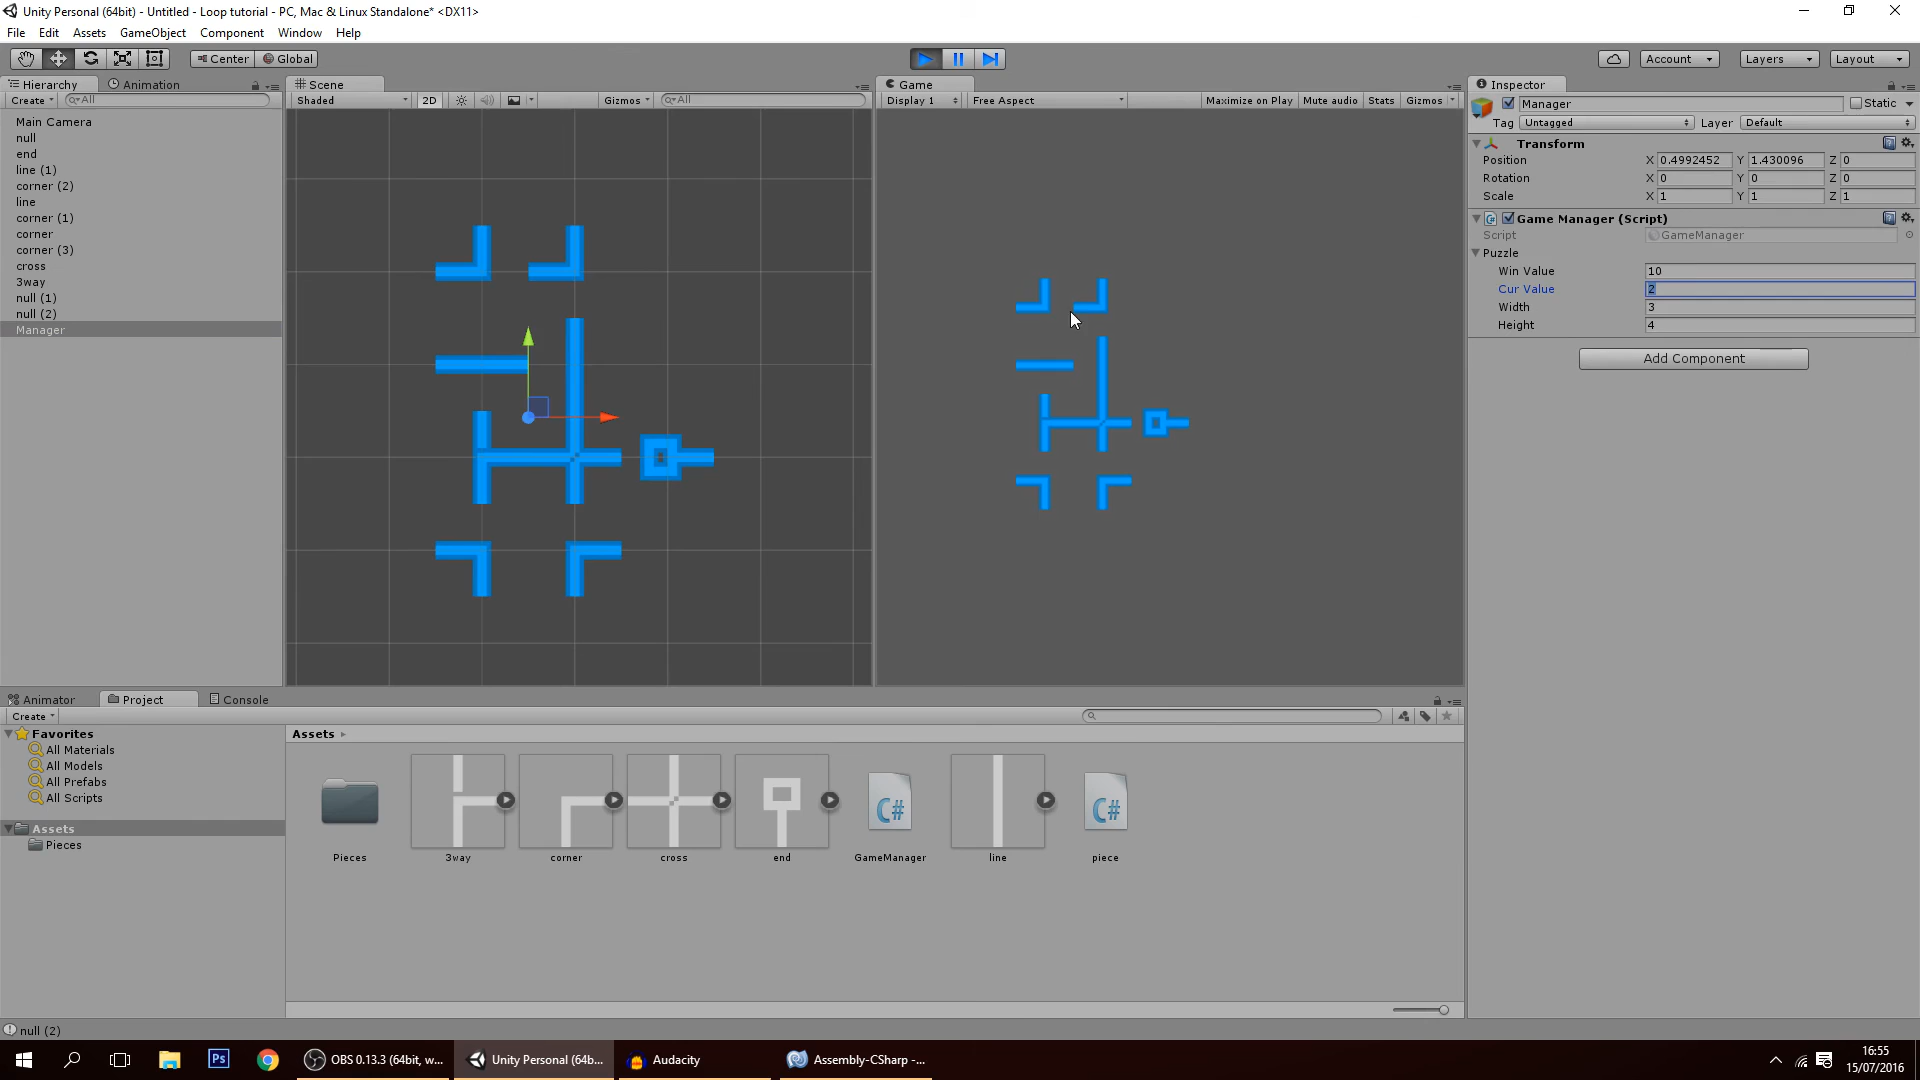 Unity Personal (64bit) - Untitled - Loop tutorial - PC, Mac & Linux Standalone* <DX11>
File Edit Assets GameObject Component Window Help
Center Global Account Layers Layout
Hierarchy Animation Scene Game Inspector
Create All Shaded 2D Gizmos All Display 1 Free Aspect Maximize on Play Mute audio Stats Gizmos
Manager Static
Tag Untagged Layer Default
Main Camera
null
end
line (1)
corner (2)
line
corner (1)
corner
corner (3)
cross
3way
null (1)
null (2)
Manager
Transform
Position X 0.4992452 Y 1.430096 Z 0
Rotation X 0 Y 0 Z 0
Scale X 1 Y 1 Z 1
Game Manager (Script)
Script GameManager
Puzzle
Win Value 10
Cur Value 2
Width 3
Height 4
Add Component
Animator Project Console
Create
Favorites
All Materials
All Models
All Prefabs
All Scripts
Assets
Pieces
Assets
C# C#
Pieces 3way corner cross end GameManager line piece
null (2)
Ps OBS 0.13.3 (64bit, w... Unity Personal (64b... Audacity Assembly-CSharp -...
16:55
15/07/2016